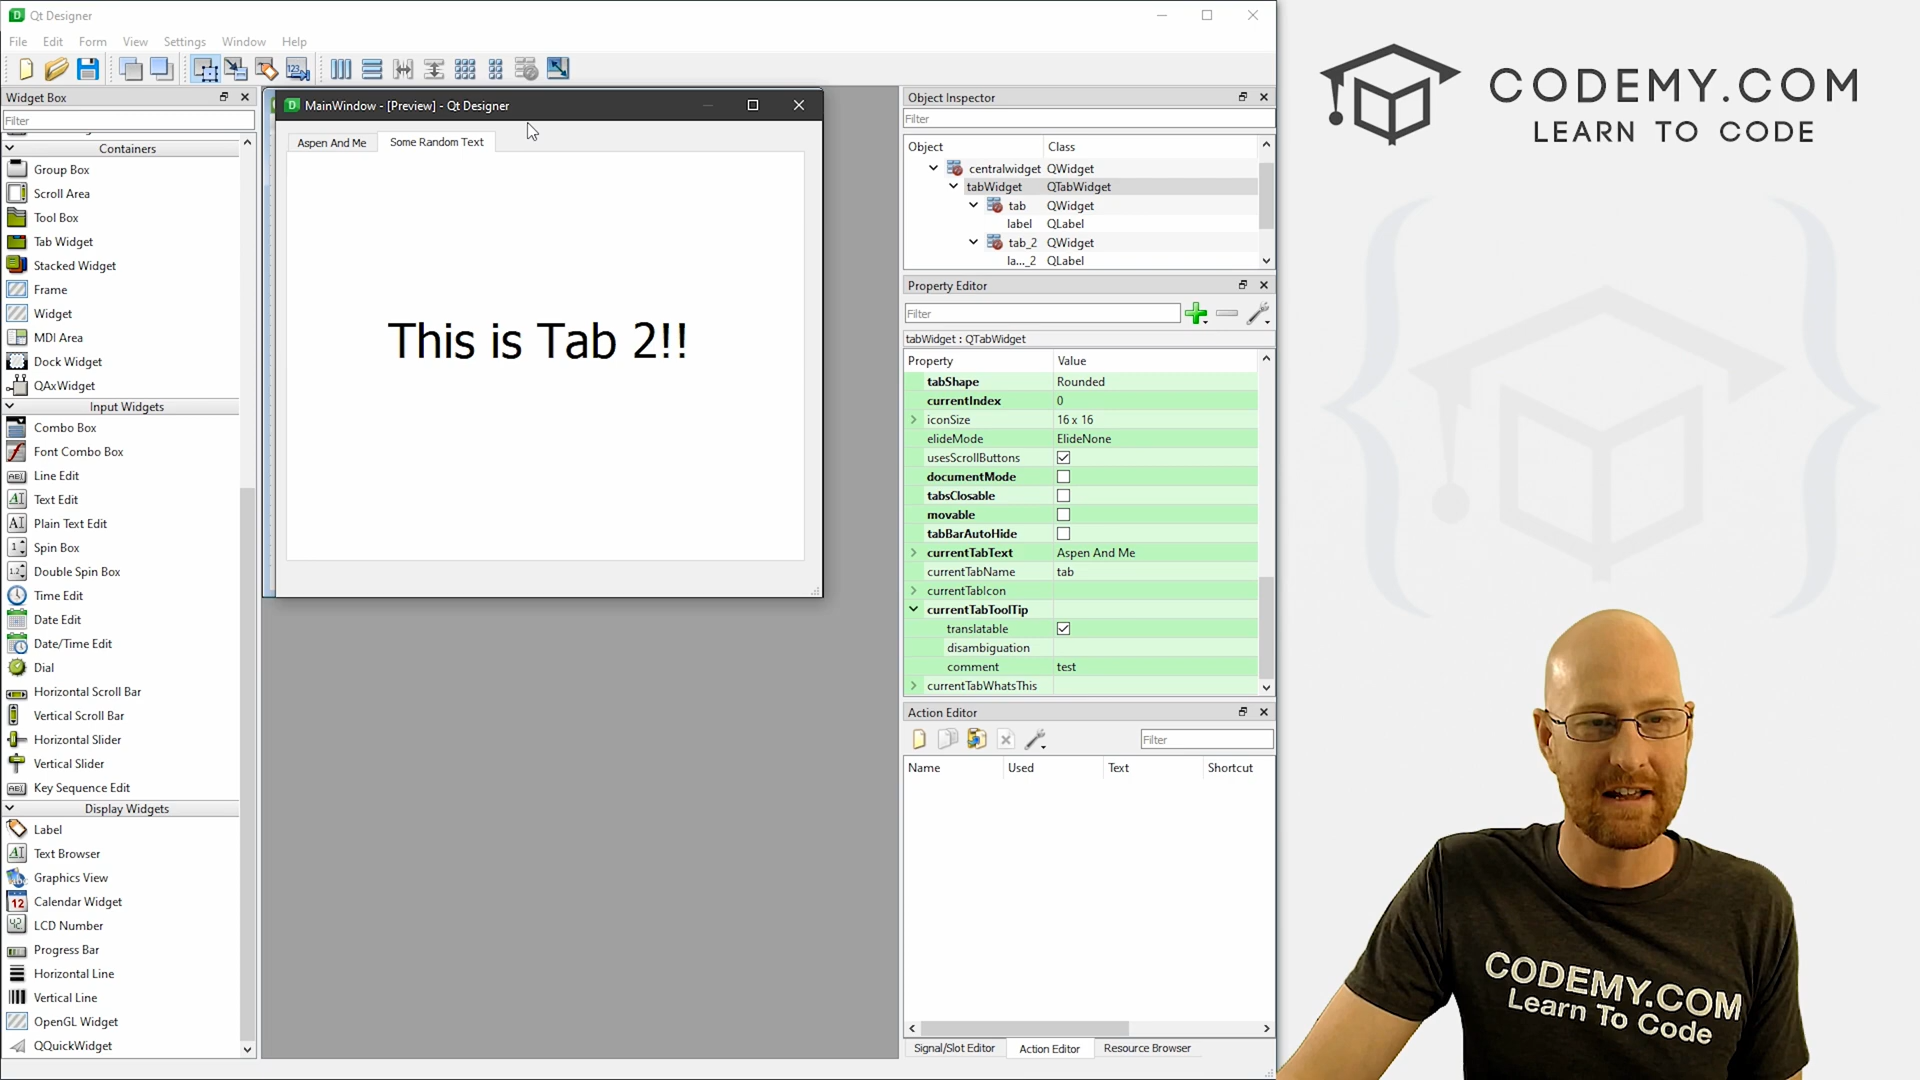 Qt Designer
File Edit Form View Settings Window Help
Widget Box
Filter
Containers
Group Box
Scroll Area
Tool Box
Tab Widget
Stacked Widget
Frame
Widget
MDI Area
Dock Widget
QAxWidget
Input Widgets
Combo Box
Font Combo Box
Line Edit
Text Edit
Plain Text Edit
Spin Box
Double Spin Box
Time Edit
Date Edit
Date/Time Edit
Dial
Horizontal Scroll Bar
Vertical Scroll Bar
Horizontal Slider
Vertical Slider
Key Sequence Edit
Display Widgets
Label
Text Browser
Graphics View
Calendar Widget
LCD Number
Progress Bar
Horizontal Line
Vertical Line
OpenGL Widget
QQuickWidget
MainWindow - [Preview] - Qt Designer
Aspen And Me Some Random Text
This is Tab 2!!
Object Inspector
Filter
Object Class
centralwidget QWidget
tabWidget QTabWidget
tab QWidget
label QLabel
tab_2 QWidget
la..._2 QLabel
Property Editor
Filter
tabWidget : QTabWidget
Property Value
tabShape Rounded
currentIndex 0
iconSize 16 x 16
elideMode ElideNone
usesScrollButtons
documentMode
tabsClosable
movable
tabBarAutoHide
currentTabText Aspen And Me
currentTabName tab
currentTabIcon
currentTabToolTip
translatable
disambiguation
comment test
currentTabWhatsThis
Action Editor
Filter
Name Used Text Shortcut
Signal/Slot Editor Action Editor Resource Browser
CODEMY.COM
LEARN TO CODE
CODEMY.COM
Learn To Code